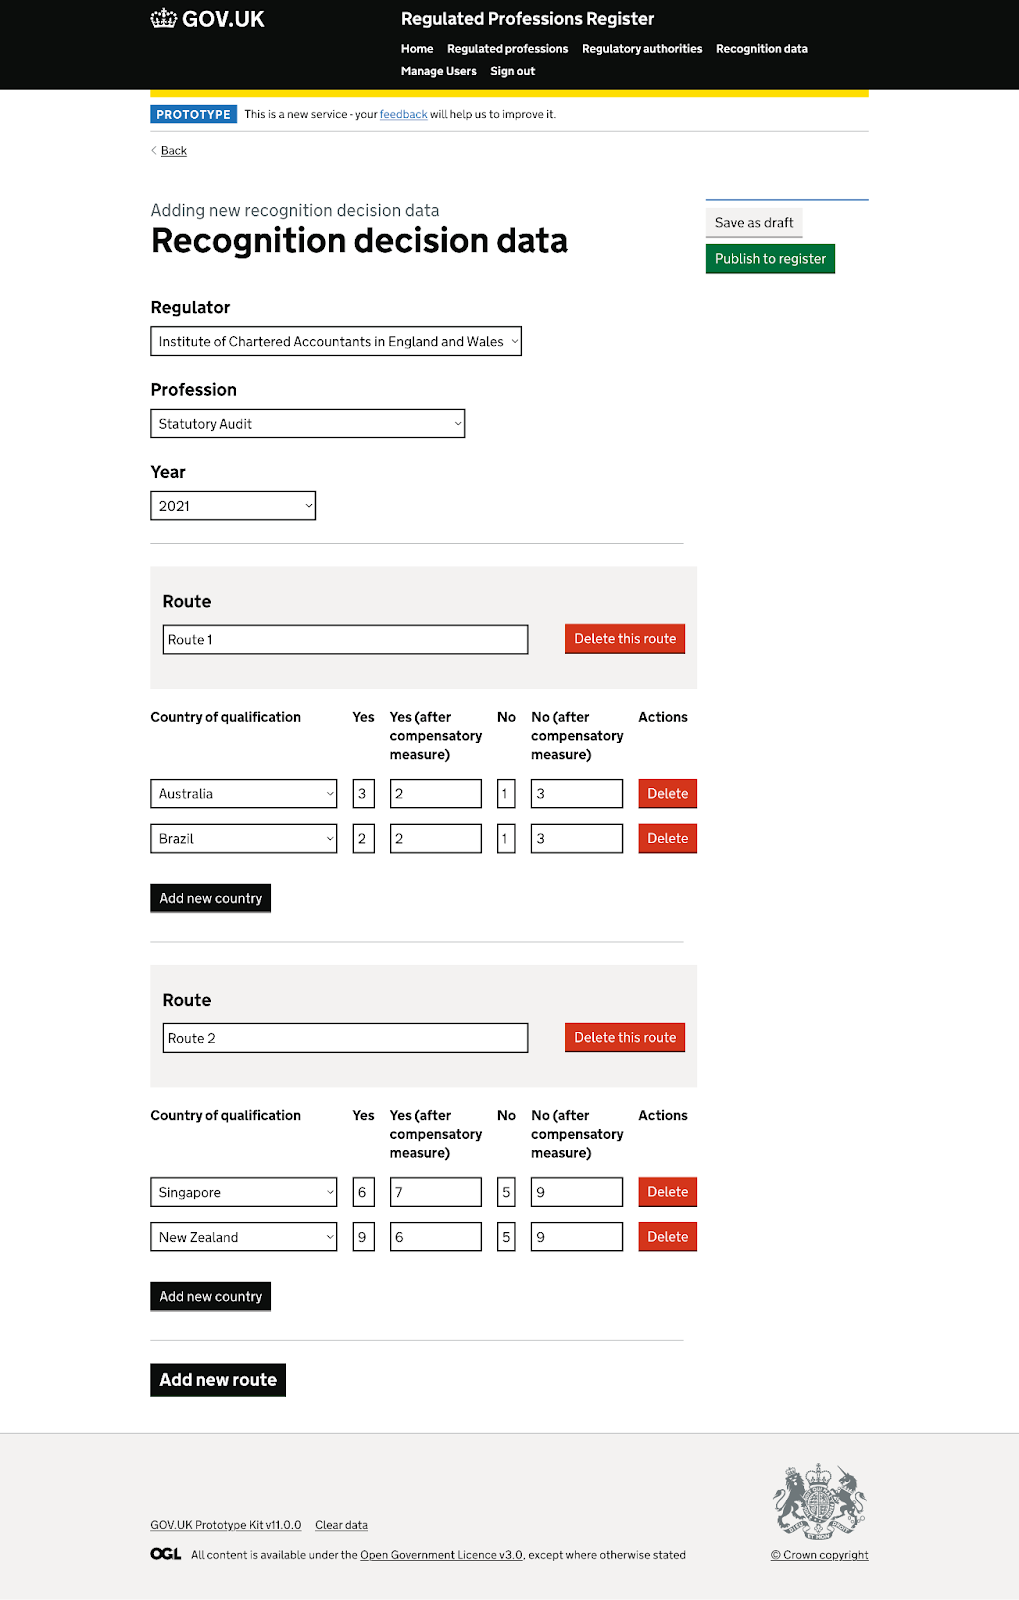 GOV.UK
Regulated Professions Register
Home Regulated professions Regulatory authorities Recognition data
Manage Users Sign out
PROTOTYPE This is a new service - your feedback will help us to improve it.
Back
Adding new recognition decision data
Recognition decision data
Save as draft
Publish to register
Regulator
Institute of Chartered Accountants in England and Wales
Profession
Statutory Audit
Year
2021
Route
Route 1 Delete this route
Country of qualification Yes Yes (after No No (after Actions
compensatory compensatory
measure) measure)
Australia 3 2 1 3 Delete
Brazil 2 2 1 3 Delete
Add new country
Route
Route 2 Delete this route
Country of qualification Yes Yes (after No No (after Actions
compensatory compensatory
measure) measure)
Singapore 6 7 5 9 Delete
New Zealand 9 6 5 9 Delete
Add new country
Add new route
GOV.UK Prototype Kit v11.0.0 Clear data
OGL All content is available under the Open Government Licence v3.0, except where otherwise stated
© Crown copyright